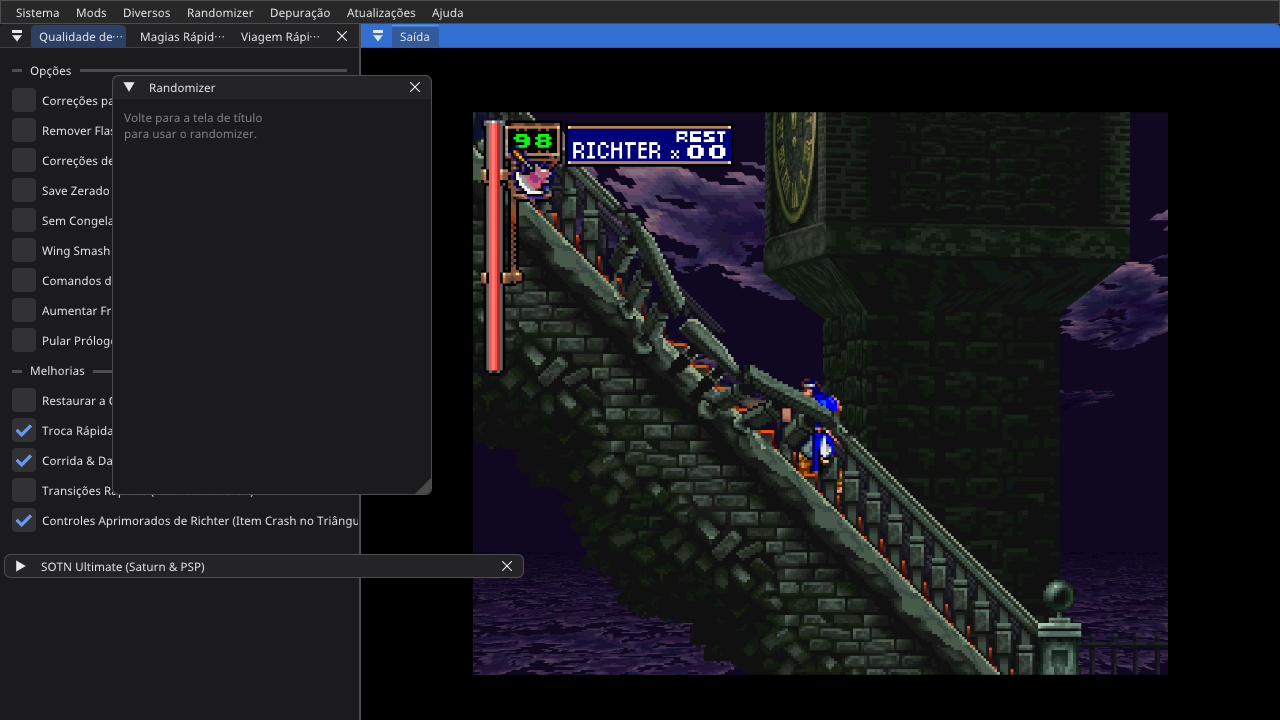 Sistema Mods Diversos Randomizer Depuração Atualizações Ajuda
Qualidade de··· Magias Rápid··· Viagem Rápi···
Saída
Opções
Randomizer
Volte para a tela de título
para usar o randomizer.
Correções pa
Remover Flas
Correções de
Save Zerado
Sem Congela
Wing Smash
Comandos d
Aumentar Fr
Pular Prólogo
Melhorias
Restaurar a
Troca Rápida
Corrida & Da
Transições
Controles Aprimorados de Richter (Item Crash no Triângu
SOTN Ultimate (Saturn & PSP)
98
REST
RICHTER x 00